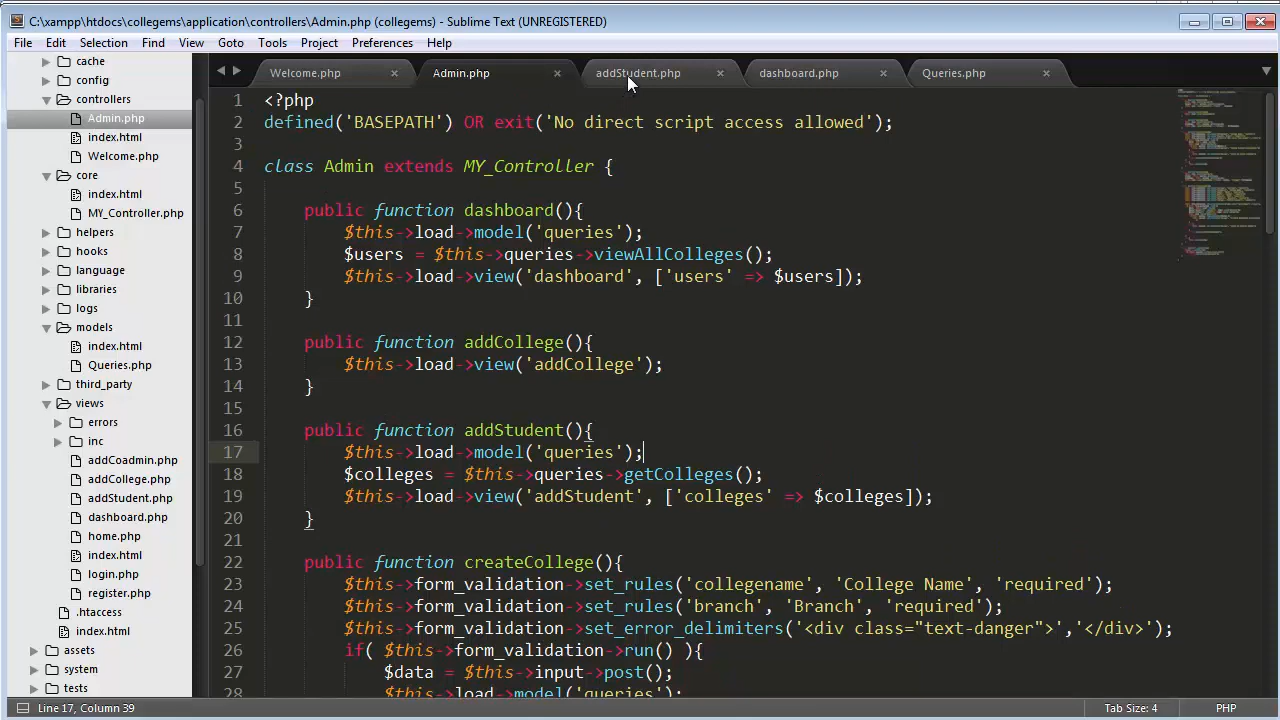 C:\xampp\htdocs\collegems\application\controllers\Admin.php (collegems) - Sublime Text (UNREGISTERED)
File Edit Selection Find View Goto Tools Project Preferences Help
cache
config
controllers
Admin.php
index.html
Welcome.php
core
index.html
MY_Controller.php
helpers
hooks
language
libraries
logs
models
index.html
Queries.php
third_party
views
errors
inc
addCoadmin.php
addCollege.php
addStudent.php
dashboard.php
home.php
index.html
login.php
register.php
.htaccess
index.html
assets
system
tests
Welcome.php Admin.php addStudent.php dashboard.php Queries.php
1 <?php
2 defined('BASEPATH') OR exit('No direct script access allowed');
3
4 class Admin extends MY_Controller {
5
6 public function dashboard(){
7 $this->load->model('queries');
8 $users = $this->queries->viewAllColleges();
9 $this->load->view('dashboard', ['users' => $users]);
10 }
11
12 public function addCollege(){
13 $this->load->view('addCollege');
14 }
15
16 public function addStudent(){
17 $this->load->model('queries');
18 $colleges = $this->queries->getColleges();
19 $this->load->view('addStudent', ['colleges' => $colleges]);
20 }
21
22 public function createCollege(){
23 $this->form_validation->set_rules('collegename', 'College Name', 'required');
24 $this->form_validation->set_rules('branch', 'Branch', 'required');
25 $this->form_validation->set_error_delimiters('<div class="text-danger">','</div>');
26 if( $this->form_validation->run() ){
27 $data = $this->input->post();
28 $this->load->model('queries');
Line 17, Column 39 Tab Size: 4 PHP